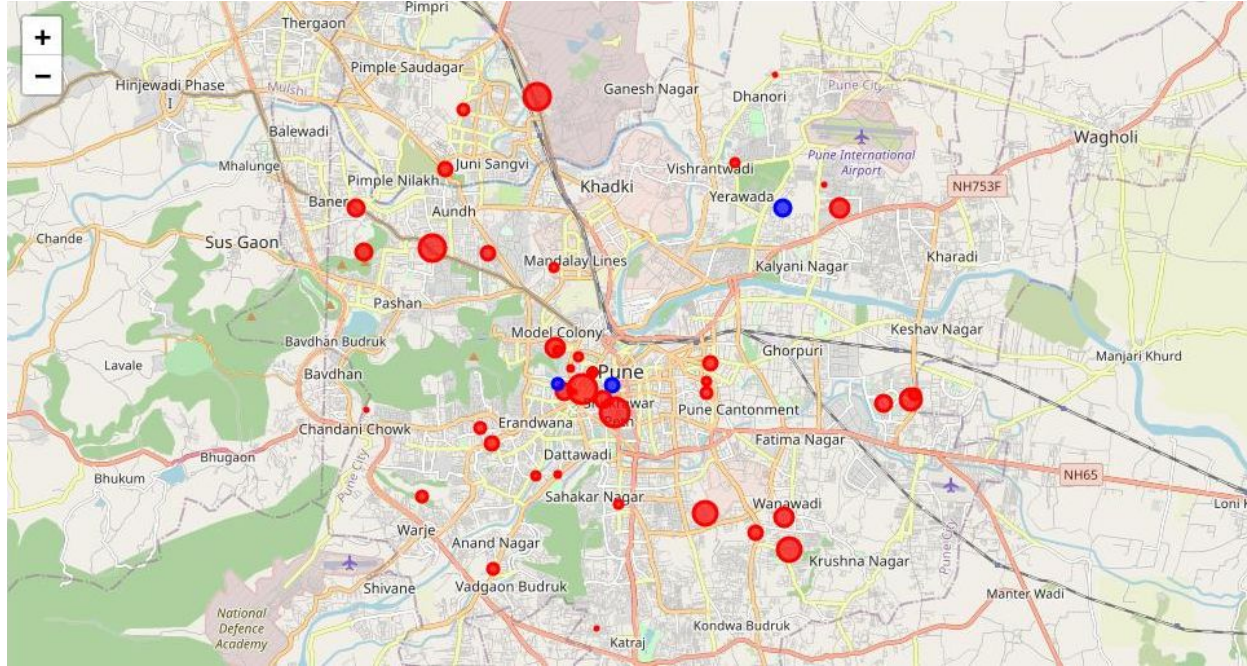 +
−
Pimpri
Thergaon
Pimple Saudagar
Hinjewadi Phase
I
Mulshi
Ganesh Nagar
Dhanori
Pune City
Balewadi
Wagholi
Mhalunge
Juni Sangvi
Pune International
Airport
Vishrantwadi
Pimple Nilakh
Khadki
NH753F
Baner
Aundh
Yerawada
Chande
Sus Gaon
Mandalay Lines
Kalyani Nagar
Kharadi
Pashan
Model Colony
Keshav Nagar
Bavdhan Budruk
Ghorpuri
Manjari Khurd
Lavale
Bavdhan
Pune
Pune Cantonment
Chandani Chowk
Erandwana
Fatima Nagar
Bhugaon
Dattawadi
Bhukum
Pune City
NH65
Sahakar Nagar
Wanawadi
Loni K
Warje
Anand Nagar
Pune City
Krushna Nagar
Shivane
Vadgaon Budruk
Manter Wadi
National
Defence
Academy
Kondwa Budruk
Katraj